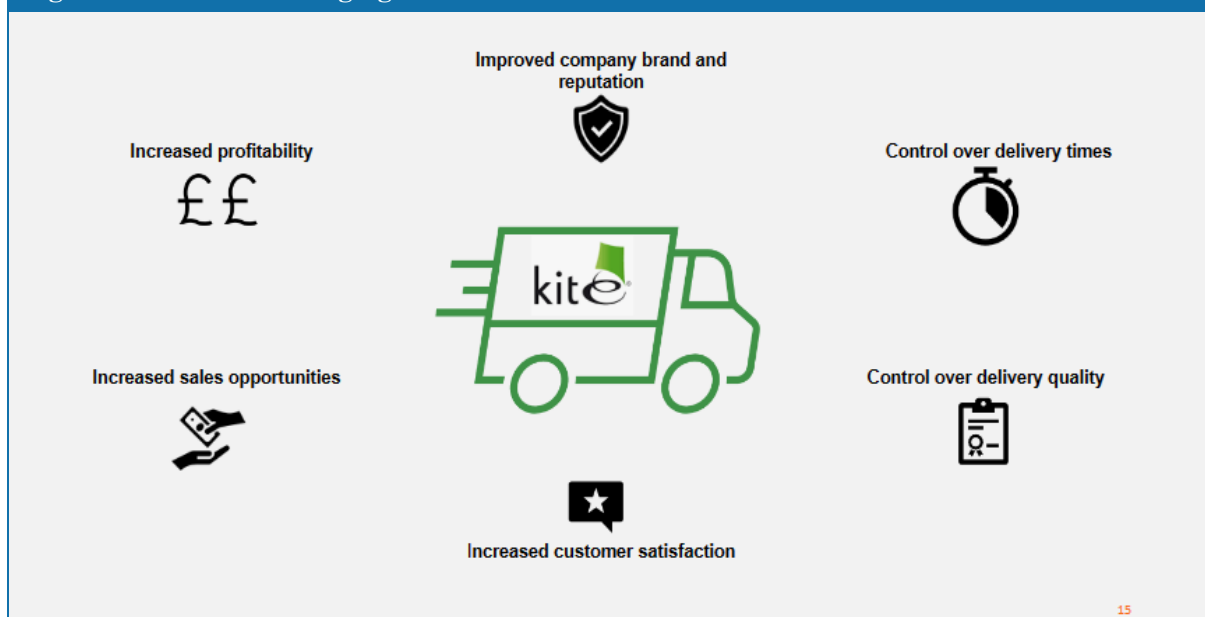 Improved company brand and
reputation
Increased profitability
££
Control over delivery times
kite
Increased sales opportunities
Control over delivery quality
Increased customer satisfaction
15